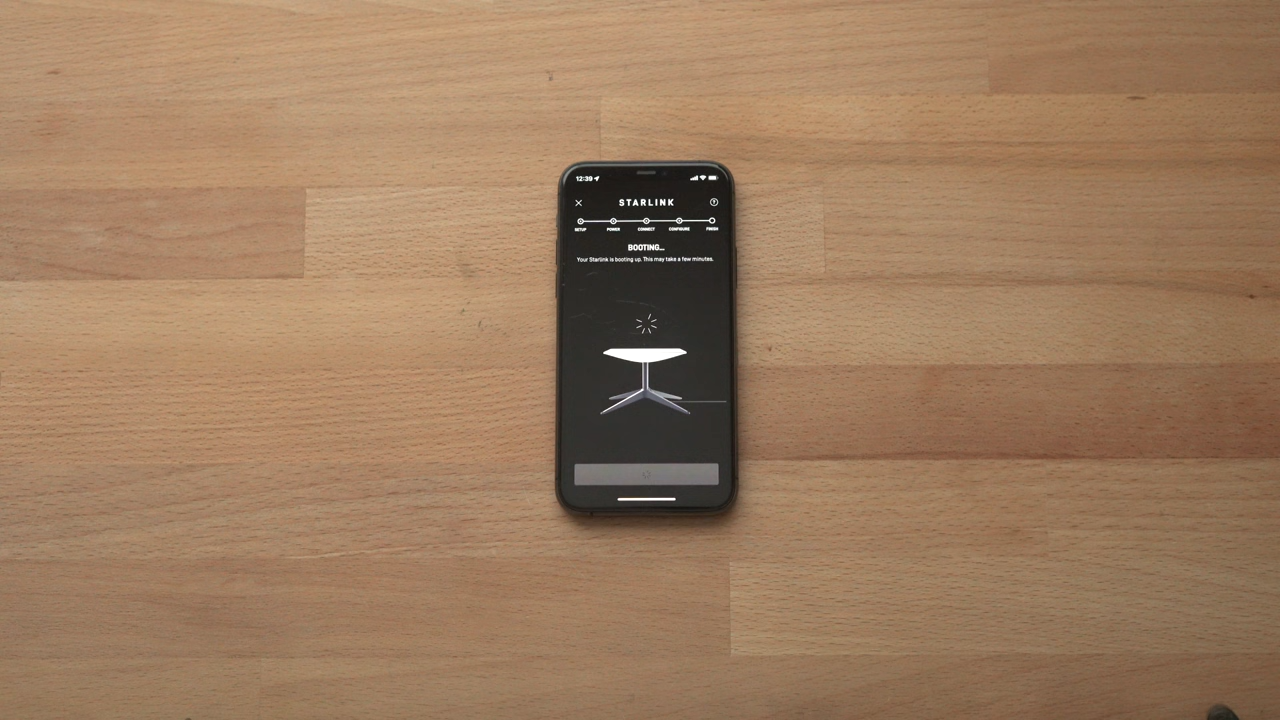 12:39
STARLINK
SETUP POWER CONNECT CONFIGURE FINISH
BOOTING...
Your Starlink is booting up. This may take a few minutes.